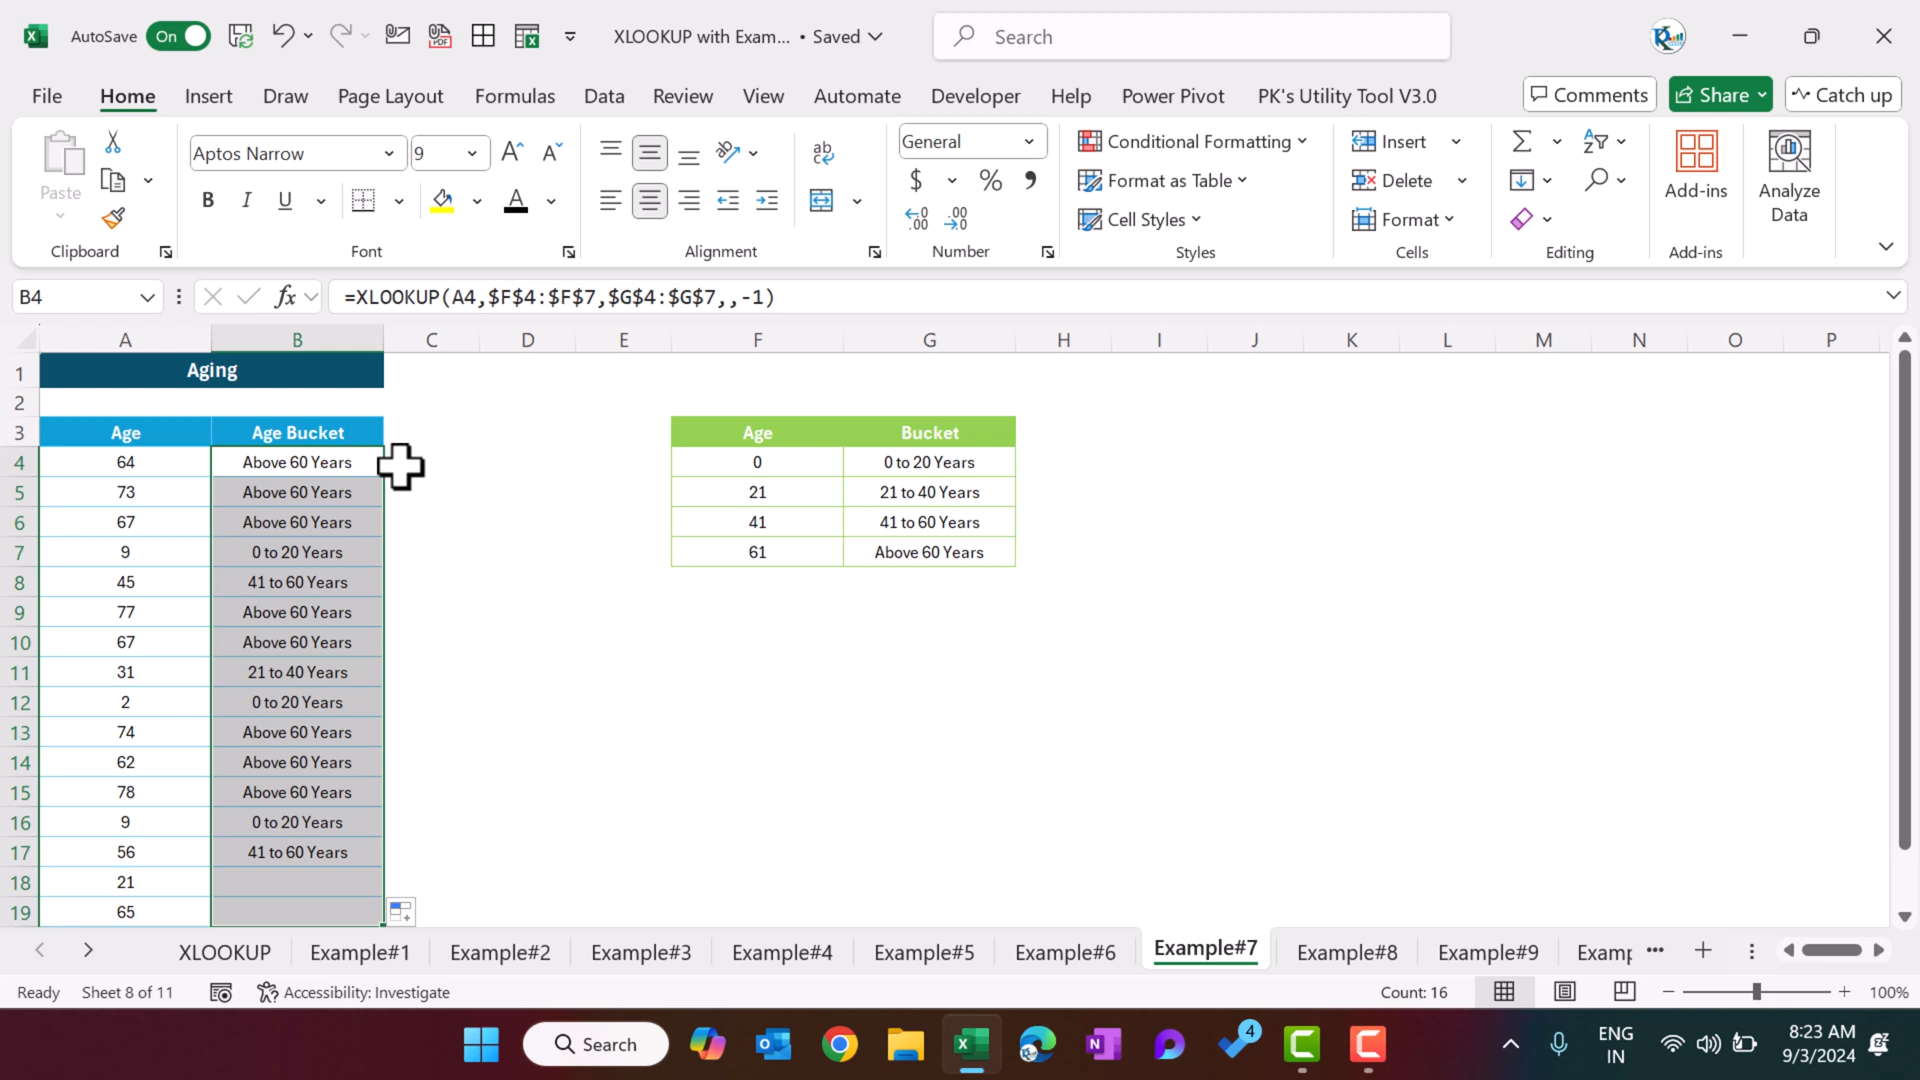 AutoSave On XLOOKUP with Exam... • Saved Search
File Home Insert Draw Page Layout Formulas Data Review View Automate Developer Help Power Pivot PK's Utility Tool V3.0 Comments Share Catch up
Paste
Clipboard
Aptos Narrow 9
B I U
Font
Alignment
General
Number
Conditional Formatting
Format as Table
Cell Styles
Styles
Insert
Delete
Format
Cells
Editing
Add-ins
Add-ins
Analyze
Data
B4 fx =XLOOKUP(A4,$F$4:$F$7,$G$4:$G$7,,-1)
A B C D E F G H I J K L M N O P
1 Aging
2
3 Age Age Bucket Age Bucket
4 64 Above 60 Years 0 0 to 20 Years
5 73 Above 60 Years 21 21 to 40 Years
6 67 Above 60 Years 41 41 to 60 Years
7 9 0 to 20 Years 61 Above 60 Years
8 45 41 to 60 Years
9 77 Above 60 Years
10 67 Above 60 Years
11 31 21 to 40 Years
12 2 0 to 20 Years
13 74 Above 60 Years
14 62 Above 60 Years
15 78 Above 60 Years
16 9 0 to 20 Years
17 56 41 to 60 Years
18 21
19 65
XLOOKUP Example#1 Example#2 Example#3 Example#4 Example#5 Example#6 Example#7 Example#8 Example#9 Examp ...
Ready Sheet 8 of 11 Accessibility: Investigate Count: 16 100%
Search 4 ENG 8:23 AM
IN 9/3/2024